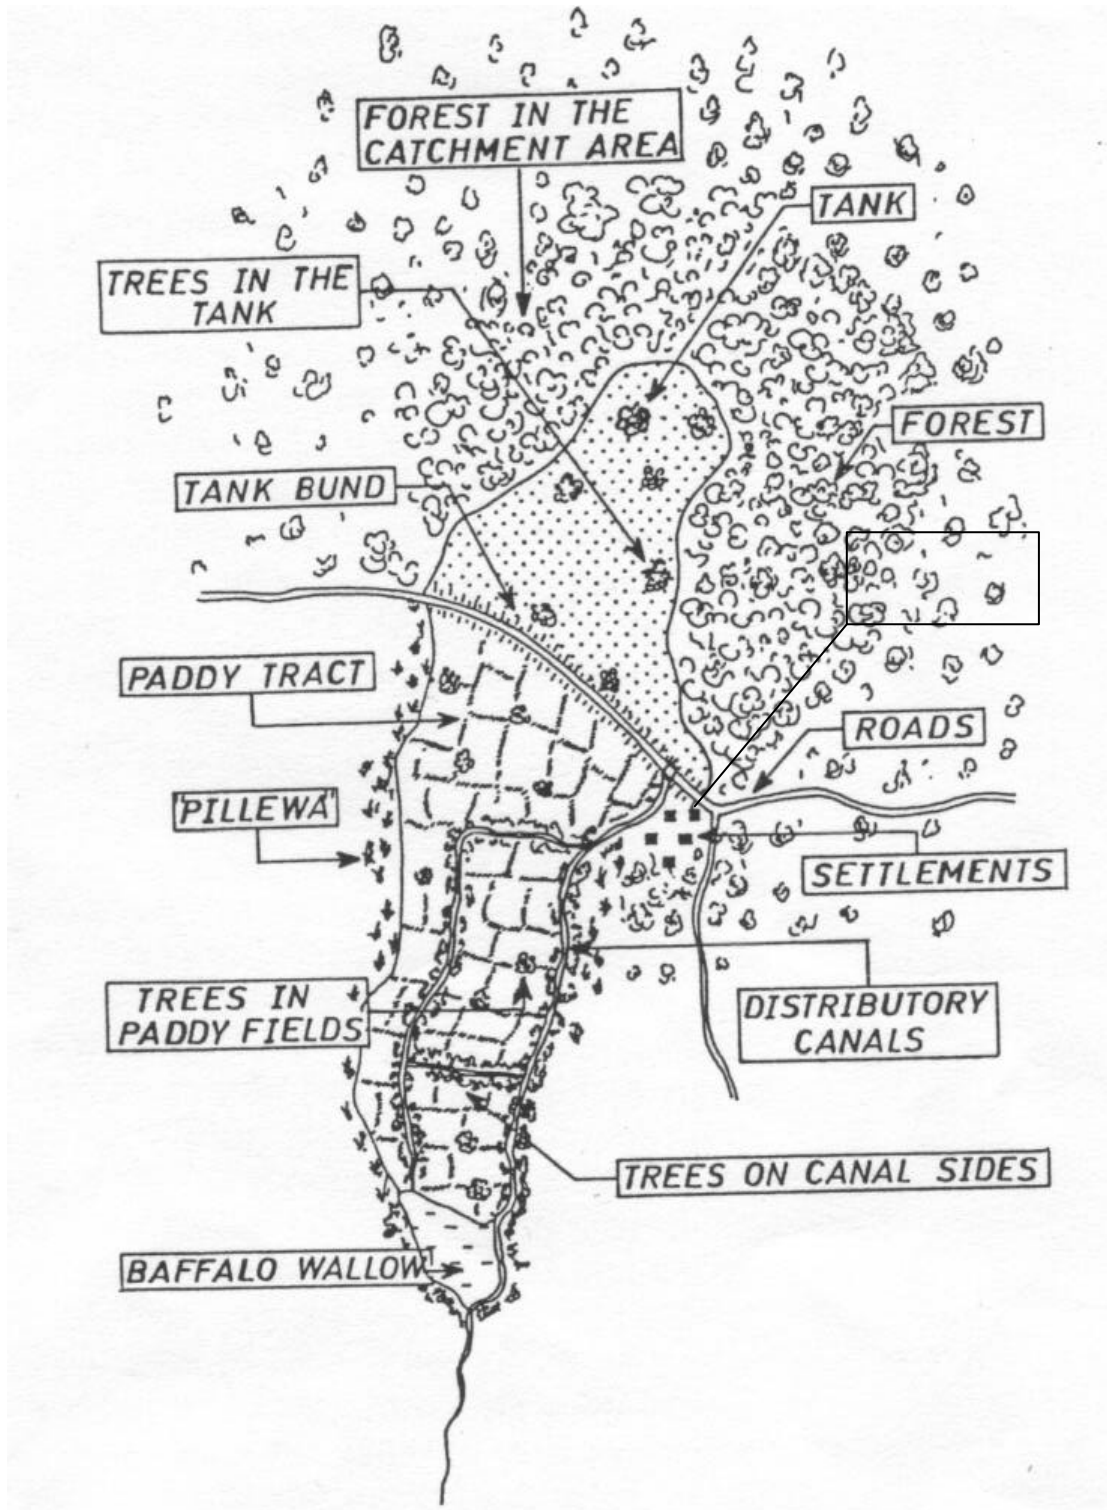 FOREST IN THE
CATCHMENT AREA
TANK
TREES IN THE
TANK
FOREST
TANK BUND
PADDY TRACT
ROADS
"PILLEWA"
SETTLEMENTS
TREES IN
PADDY FIELDS
DISTRIBUTORY
CANALS
TREES ON CANAL SIDES
BAFFALO WALLOW